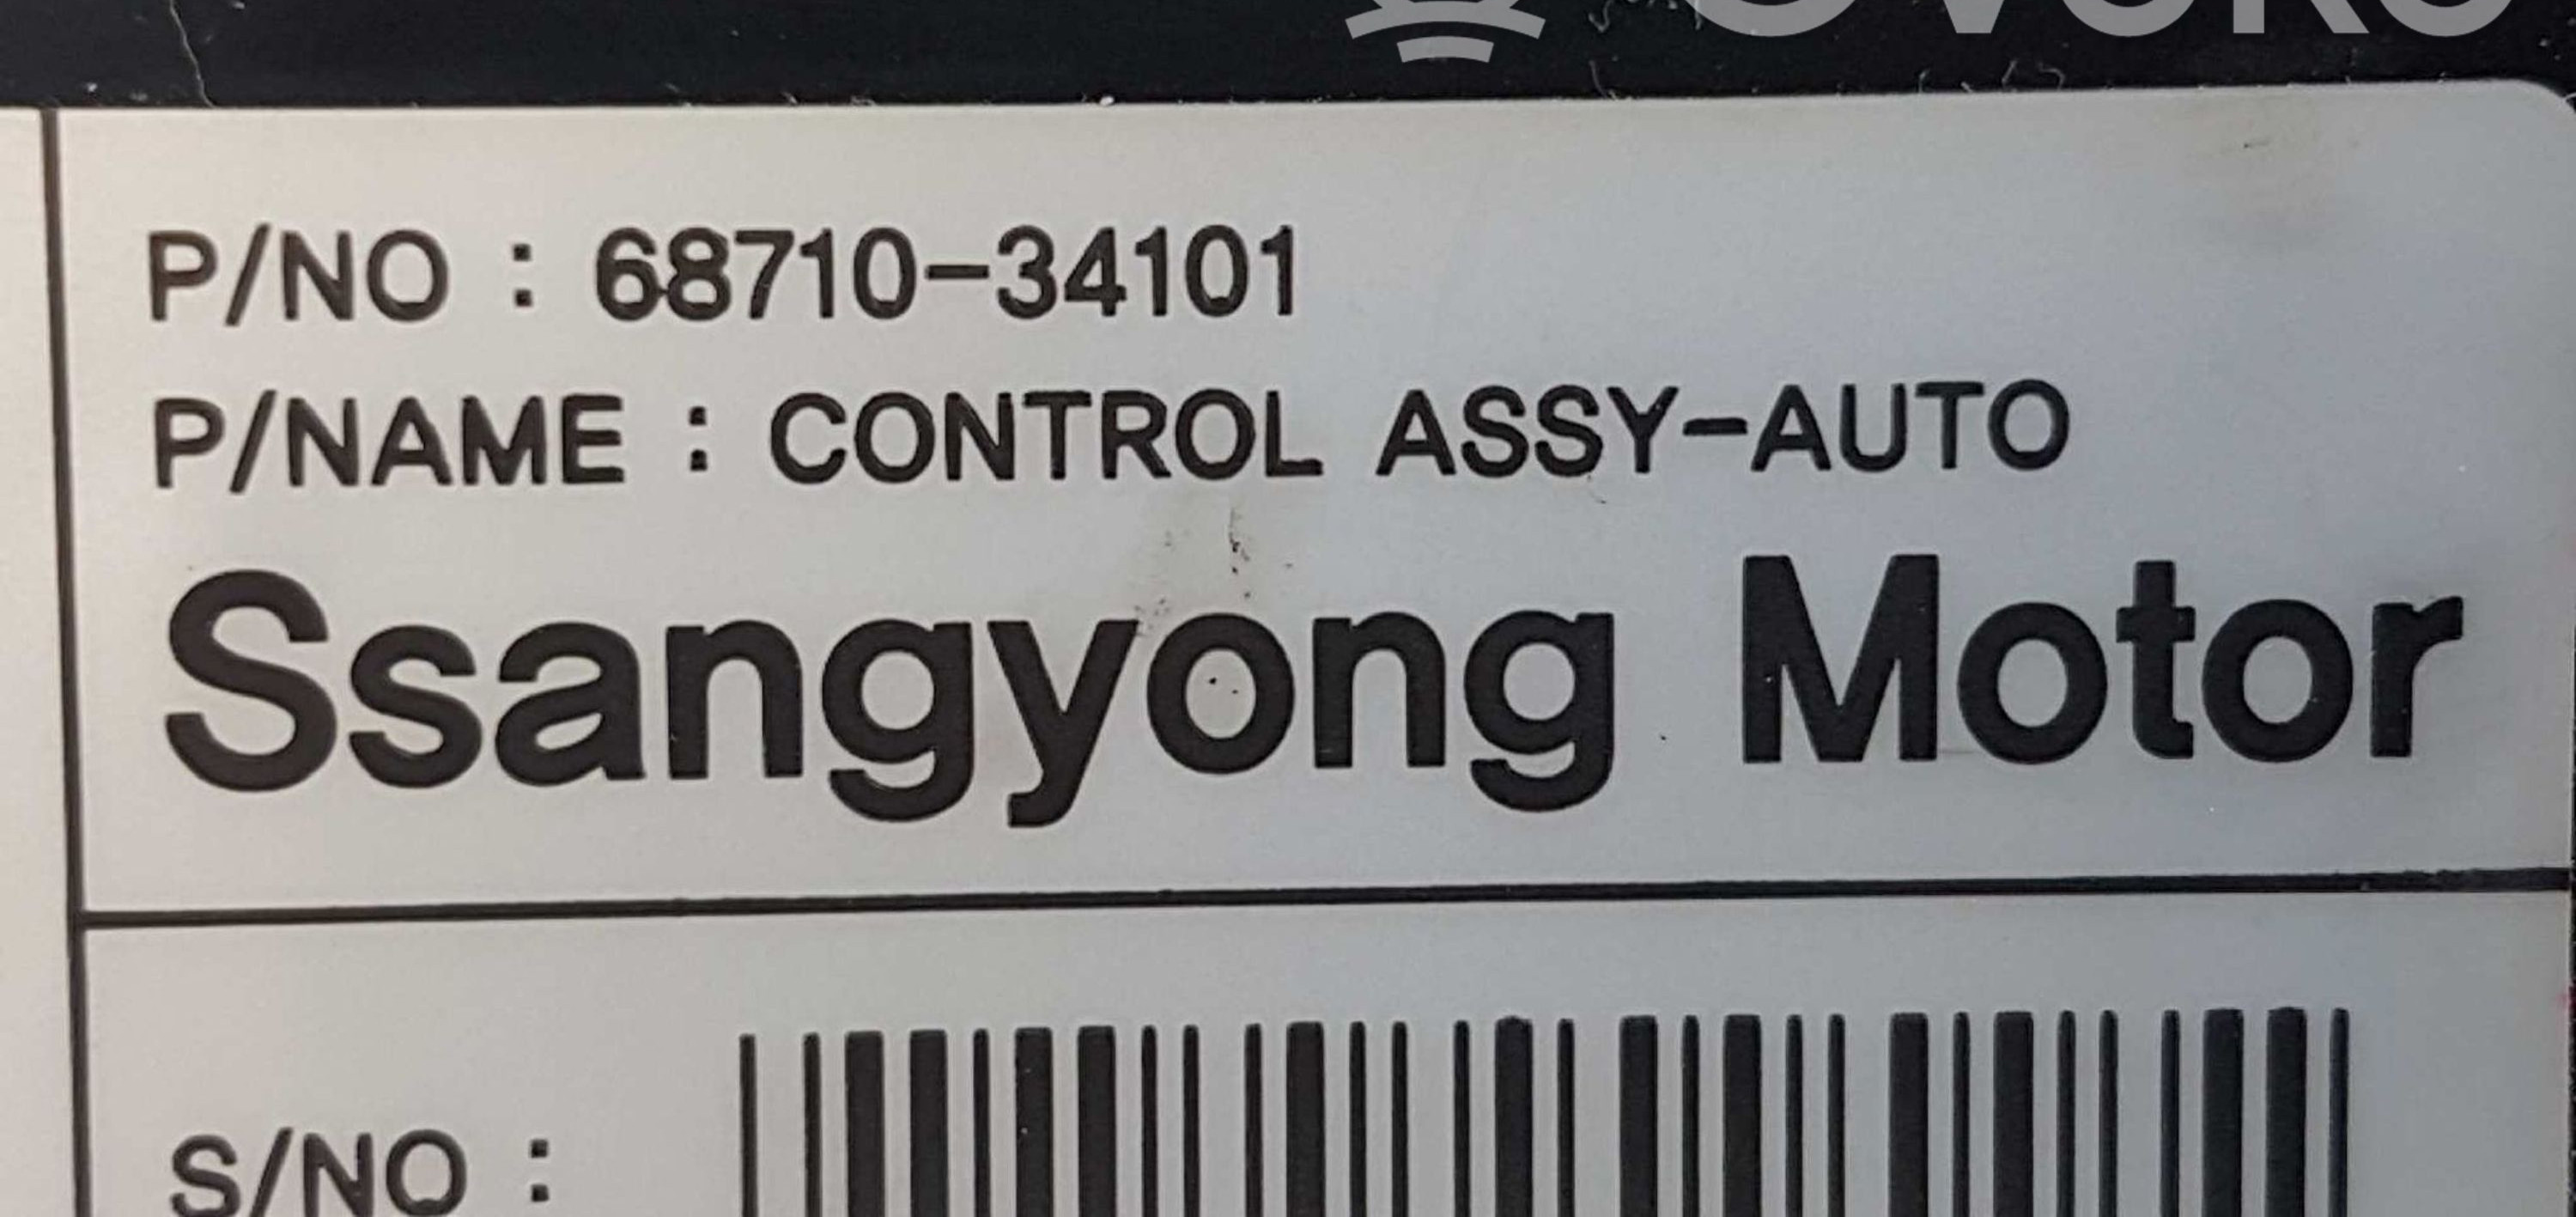 P/NO : 68710-34101
P/NAME : CONTROL ASSY-AUTO
Ssangyong Motor
S/NO :